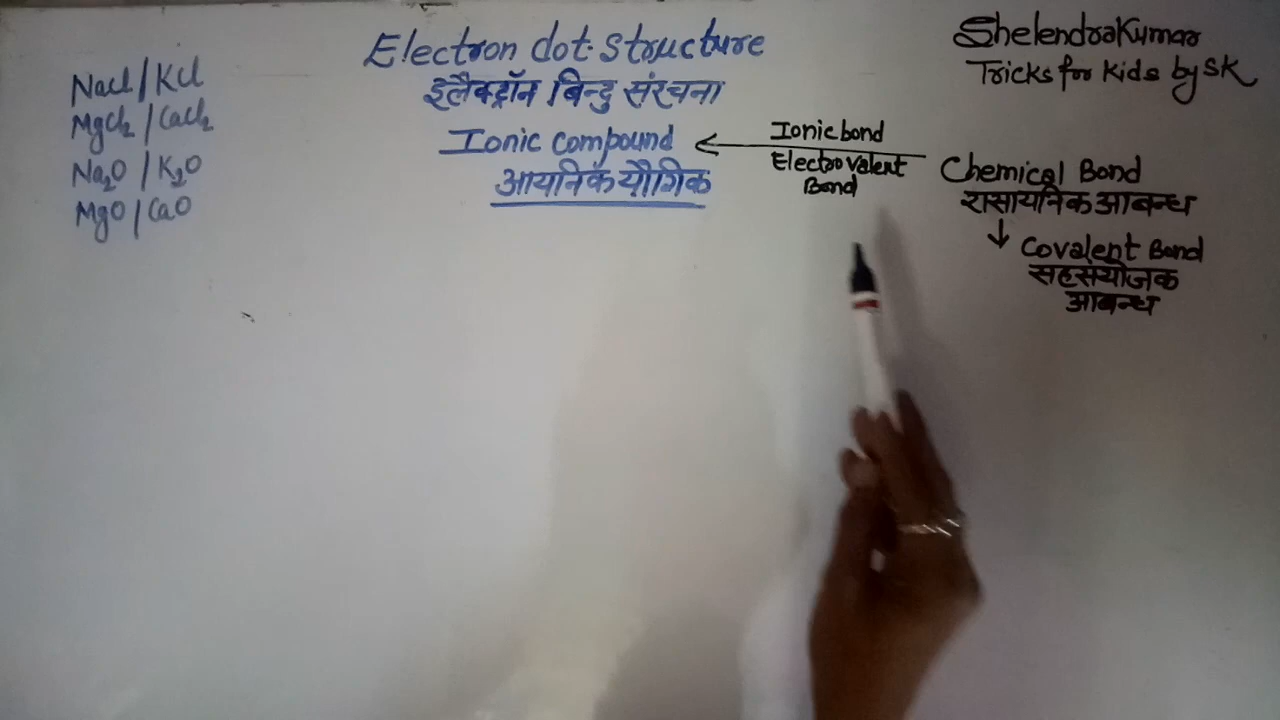 Electron dot structure
इलैक्ट्रॉन बिन्दु संरचना
Ionic compound
आयनिक यौगिक
NaCl / KCl
MgCl₂ / CaCl₂
Na₂O / K₂O
MgO / CaO
Ionic bond
Electrovalent
Bond
Shelendra Kumar
Tricks for Kids by SK
Chemical Bond
रासायनिक आबन्ध
Covalent Bond
सहसंयोजक
आबन्ध